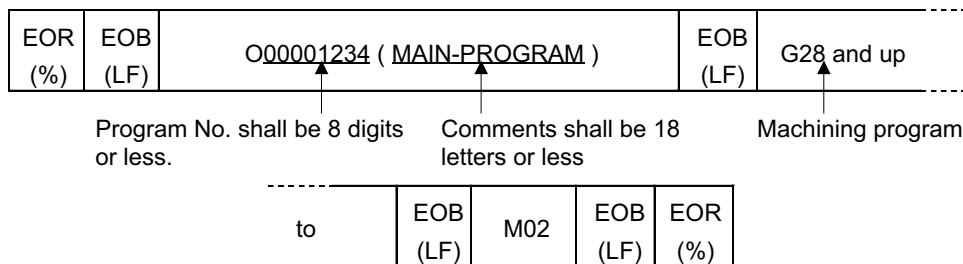 EOR EOB O00001234 ( MAIN-PROGRAM ) EOB G28 and up
(%) (LF) (LF)
Program No. shall be 8 digits or less.
Comments shall be 18 letters or less
Machining program
to EOB M02 EOB EOR
(LF) (LF) (%)